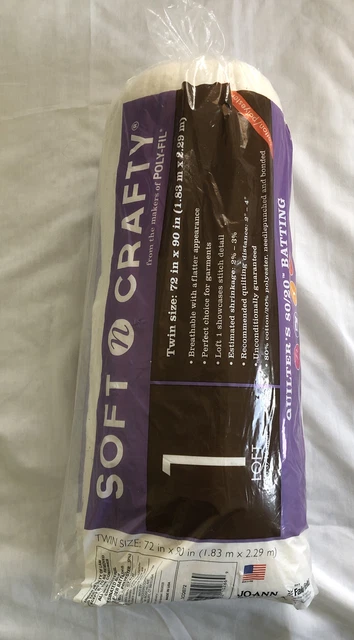 SOFT n CRAFTY®
from the makers of POLY-FIL®
Twin size: 72 in x 90 in (1.83 m x 2.29 m)
• Breathable with a flatter appearance
• Perfect choice for garments
• Loft 1 showcases stitch detail
• Estimated shrinkage: 2% - 3%
• Recommended quilting distance: 2" - 4"
• Unconditionally guaranteed
• 80% cotton/20% polyester, needlepunched and bonded
1
LOFT
QUILTER'S 80/20™ BATTING
TWIN SIZE: 72 in x 90 in (1.83 m x 2.29 m)
JO-ANN